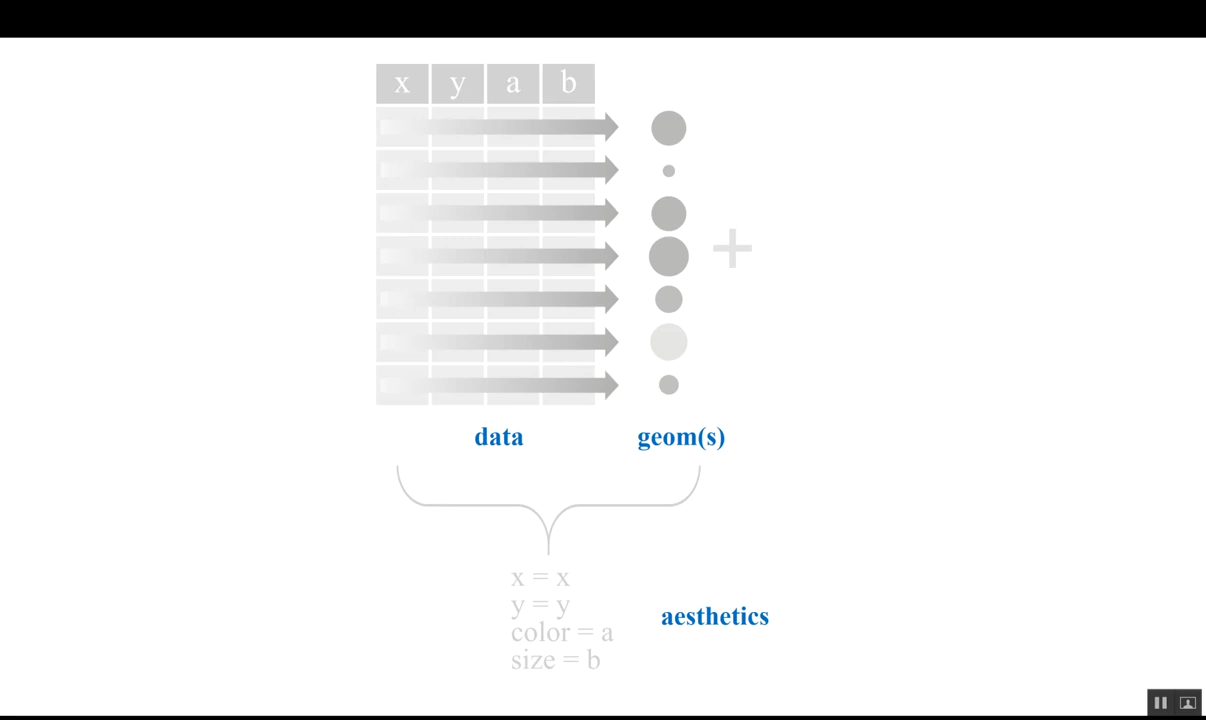 x y a b
data geom(s)
x = x
y = y
color = a
size = b
aesthetics